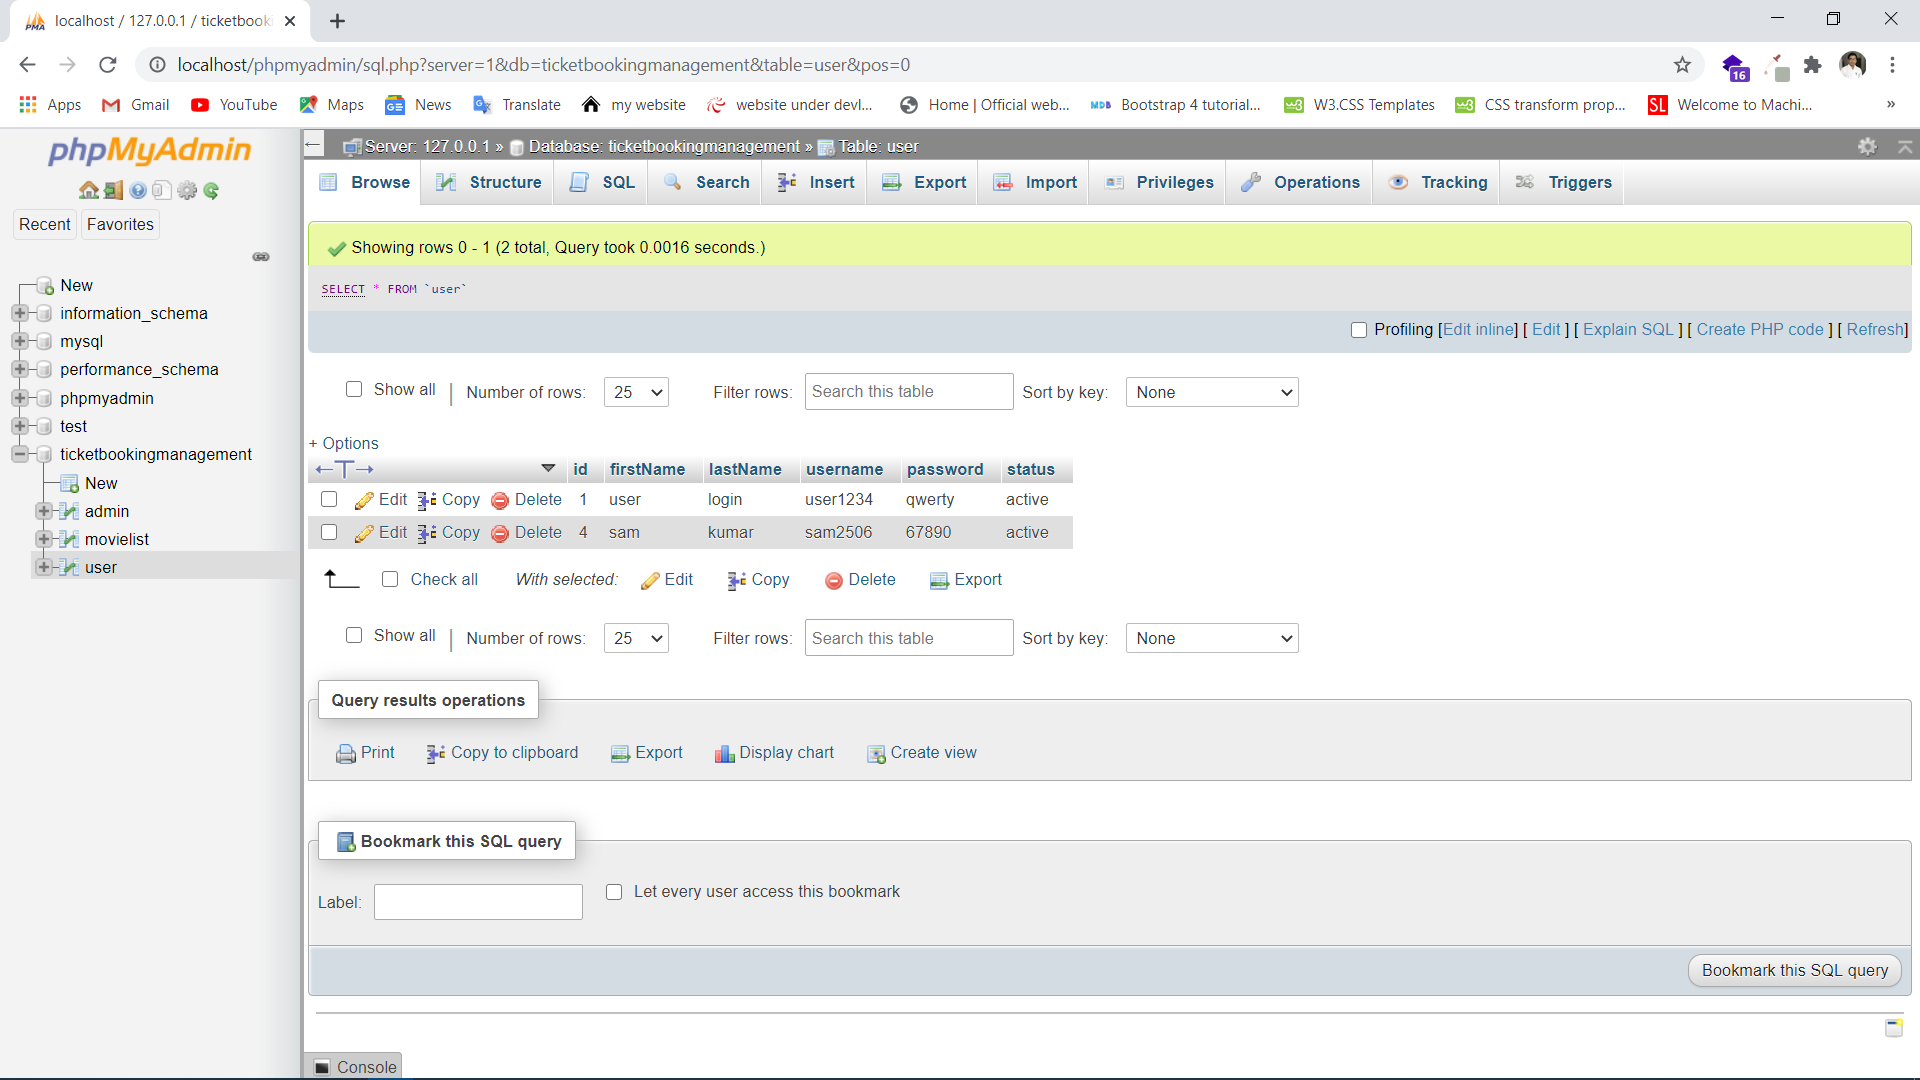 localhost / 127.0.0.1 / ticketbooki
localhost/phpmyadmin/sql.php?server=1&db=ticketbookingmanagement&table=user&pos=0
16
Apps Gmail YouTube Maps News Translate my website website under devl... Home | Official web... MDB Bootstrap 4 tutorial... W3.CSS Templates CSS transform prop... SL Welcome to Machi... »
phpMyAdmin
Recent Favorites
New
information_schema
mysql
performance_schema
phpmyadmin
test
ticketbookingmanagement
New
admin
movielist
user
Server: 127.0.0.1 » Database: ticketbookingmanagement » Table: user
Browse Structure SQL Search Insert Export Import Privileges Operations Tracking Triggers
Showing rows 0 - 1 (2 total, Query took 0.0016 seconds.)
SELECT * FROM `user`
Profiling [Edit inline] [ Edit ] [ Explain SQL ] [ Create PHP code ] [ Refresh]
Show all | Number of rows: 25 Filter rows: Search this table Sort by key: None
+ Options
←T→ id firstName lastName username password status
Edit Copy Delete 1 user login user1234 qwerty active
Edit Copy Delete 4 sam kumar sam2506 67890 active
Check all With selected: Edit Copy Delete Export
Show all | Number of rows: 25 Filter rows: Search this table Sort by key: None
Query results operations
Print Copy to clipboard Export Display chart Create view
Bookmark this SQL query
Label: Let every user access this bookmark
Bookmark this SQL query
Console